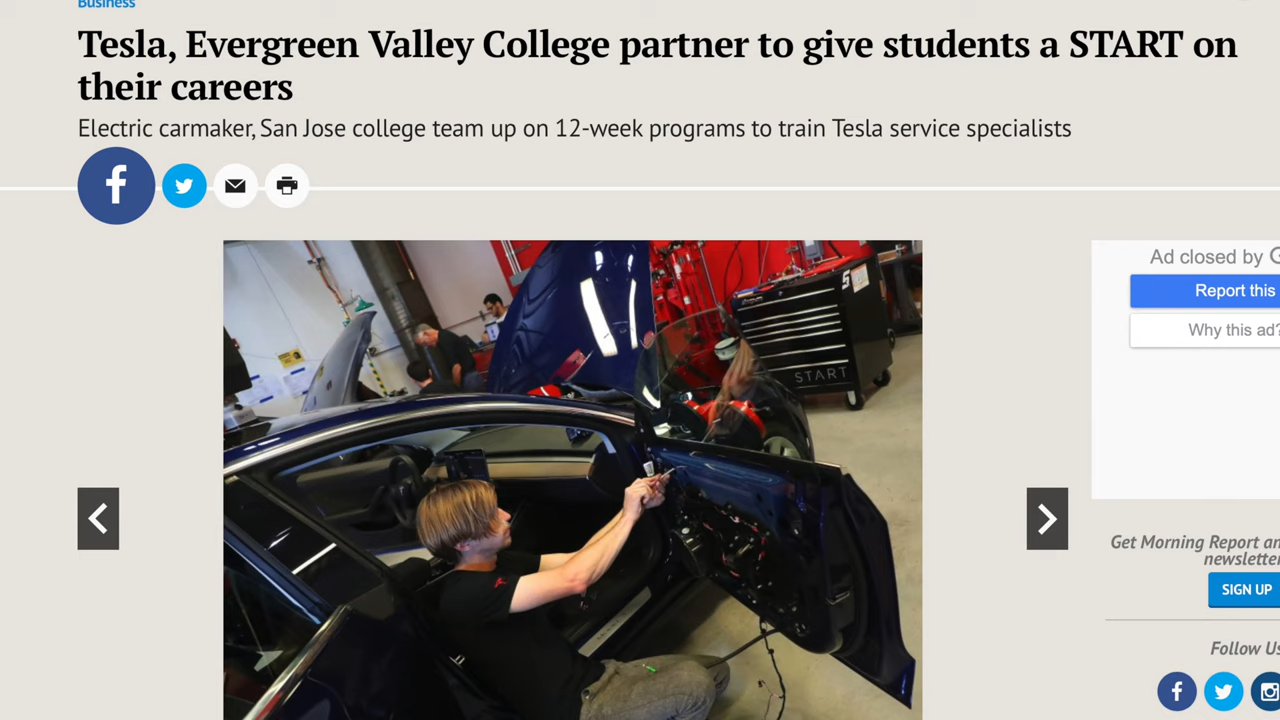 Business
Tesla, Evergreen Valley College partner to give students a START on
their careers
Electric carmaker, San Jose college team up on 12-week programs to train Tesla service specialists
Ad closed by
Report this
Why this ad?
START
Get Morning Report an
newsletter
SIGN UP
Follow Us